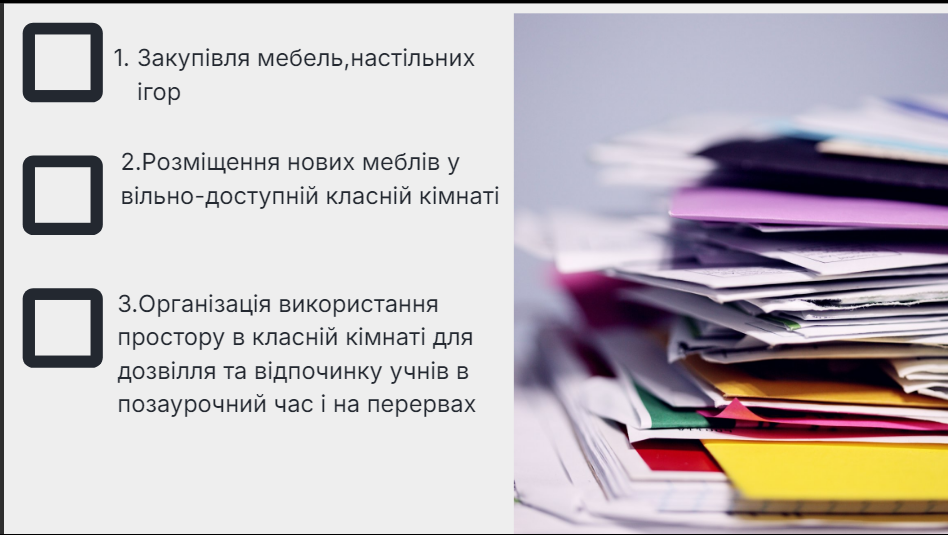 1. Закупівля мебель,настільних
ігор
2.Розміщення нових меблів у
вільно-доступній класній кімнаті
3.Організація використання
простору в класній кімнаті для
дозвілля та відпочинку учнів в
позаурочний час і на перервах